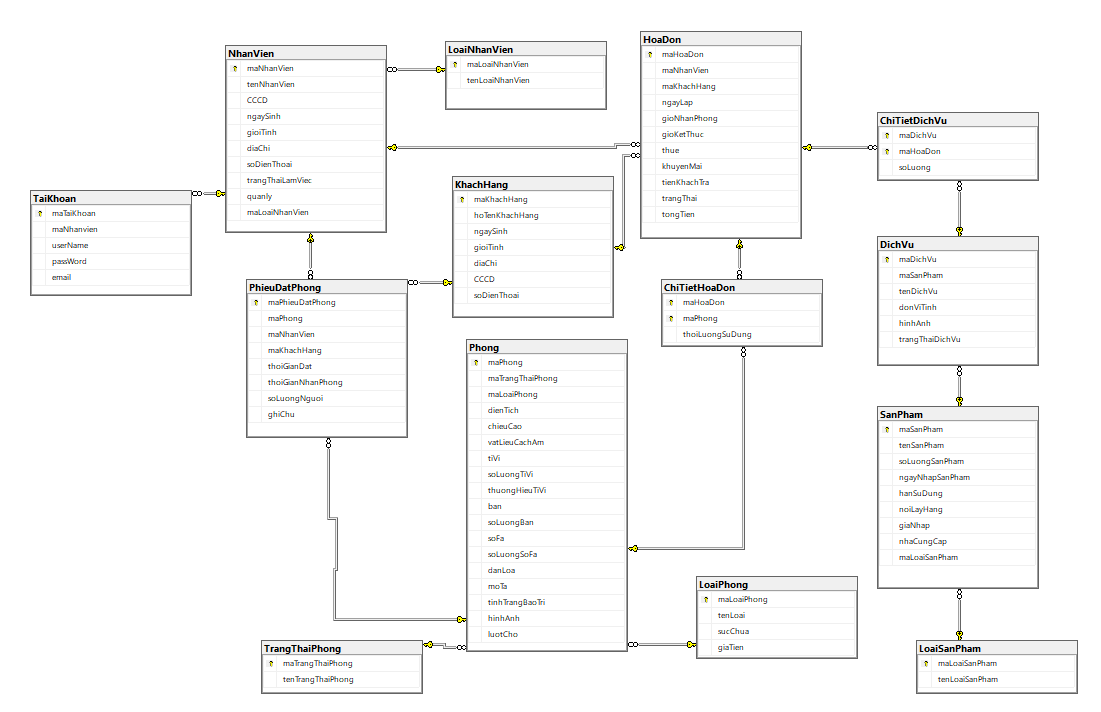 NhanVien
maNhanVien
tenNhanVien
CCCD
ngaySinh
gioiTinh
diaChi
soDienThoai
trangThaiLamViec
quanly
maLoaiNhanVien
LoaiNhanVien
maLoaiNhanVien
tenLoaiNhanVien
HoaDon
maHoaDon
maNhanVien
maKhachHang
ngayLap
gioNhanPhong
gioKetThuc
thue
khuyenMai
tienKhachTra
trangThai
tongTien
ChiTietDichVu
maDichVu
maHoaDon
soLuong
TaiKhoan
maTaiKhoan
maNhanvien
userName
passWord
email
KhachHang
maKhachHang
hoTenKhachHang
ngaySinh
gioiTinh
diaChi
CCCD
soDienThoai
DichVu
maDichVu
maSanPham
tenDichVu
donViTinh
hinhAnh
trangThaiDichVu
PhieuDatPhong
maPhieuDatPhong
maPhong
maNhanVien
maKhachHang
thoiGianDat
thoiGianNhanPhong
soLuongNguoi
ghiChu
ChiTietHoaDon
maHoaDon
maPhong
thoiLuongSuDung
Phong
maPhong
maTrangThaiPhong
maLoaiPhong
dienTich
chieuCao
vatLieuCachAm
tiVi
soLuongTiVi
thuongHieuTiVi
ban
soLuongBan
soFa
soLuongSoFa
danLoa
moTa
tinhTrangBaoTri
hinhAnh
luotCho
SanPham
maSanPham
tenSanPham
soLuongSanPham
ngayNhapSanPham
hanSuDung
noiLayHang
giaNhap
nhaCungCap
maLoaiSanPham
LoaiPhong
maLoaiPhong
tenLoai
sucChua
giaTien
TrangThaiPhong
maTrangThaiPhong
tenTrangThaiPhong
LoaiSanPham
maLoaiSanPham
tenLoaiSanPham